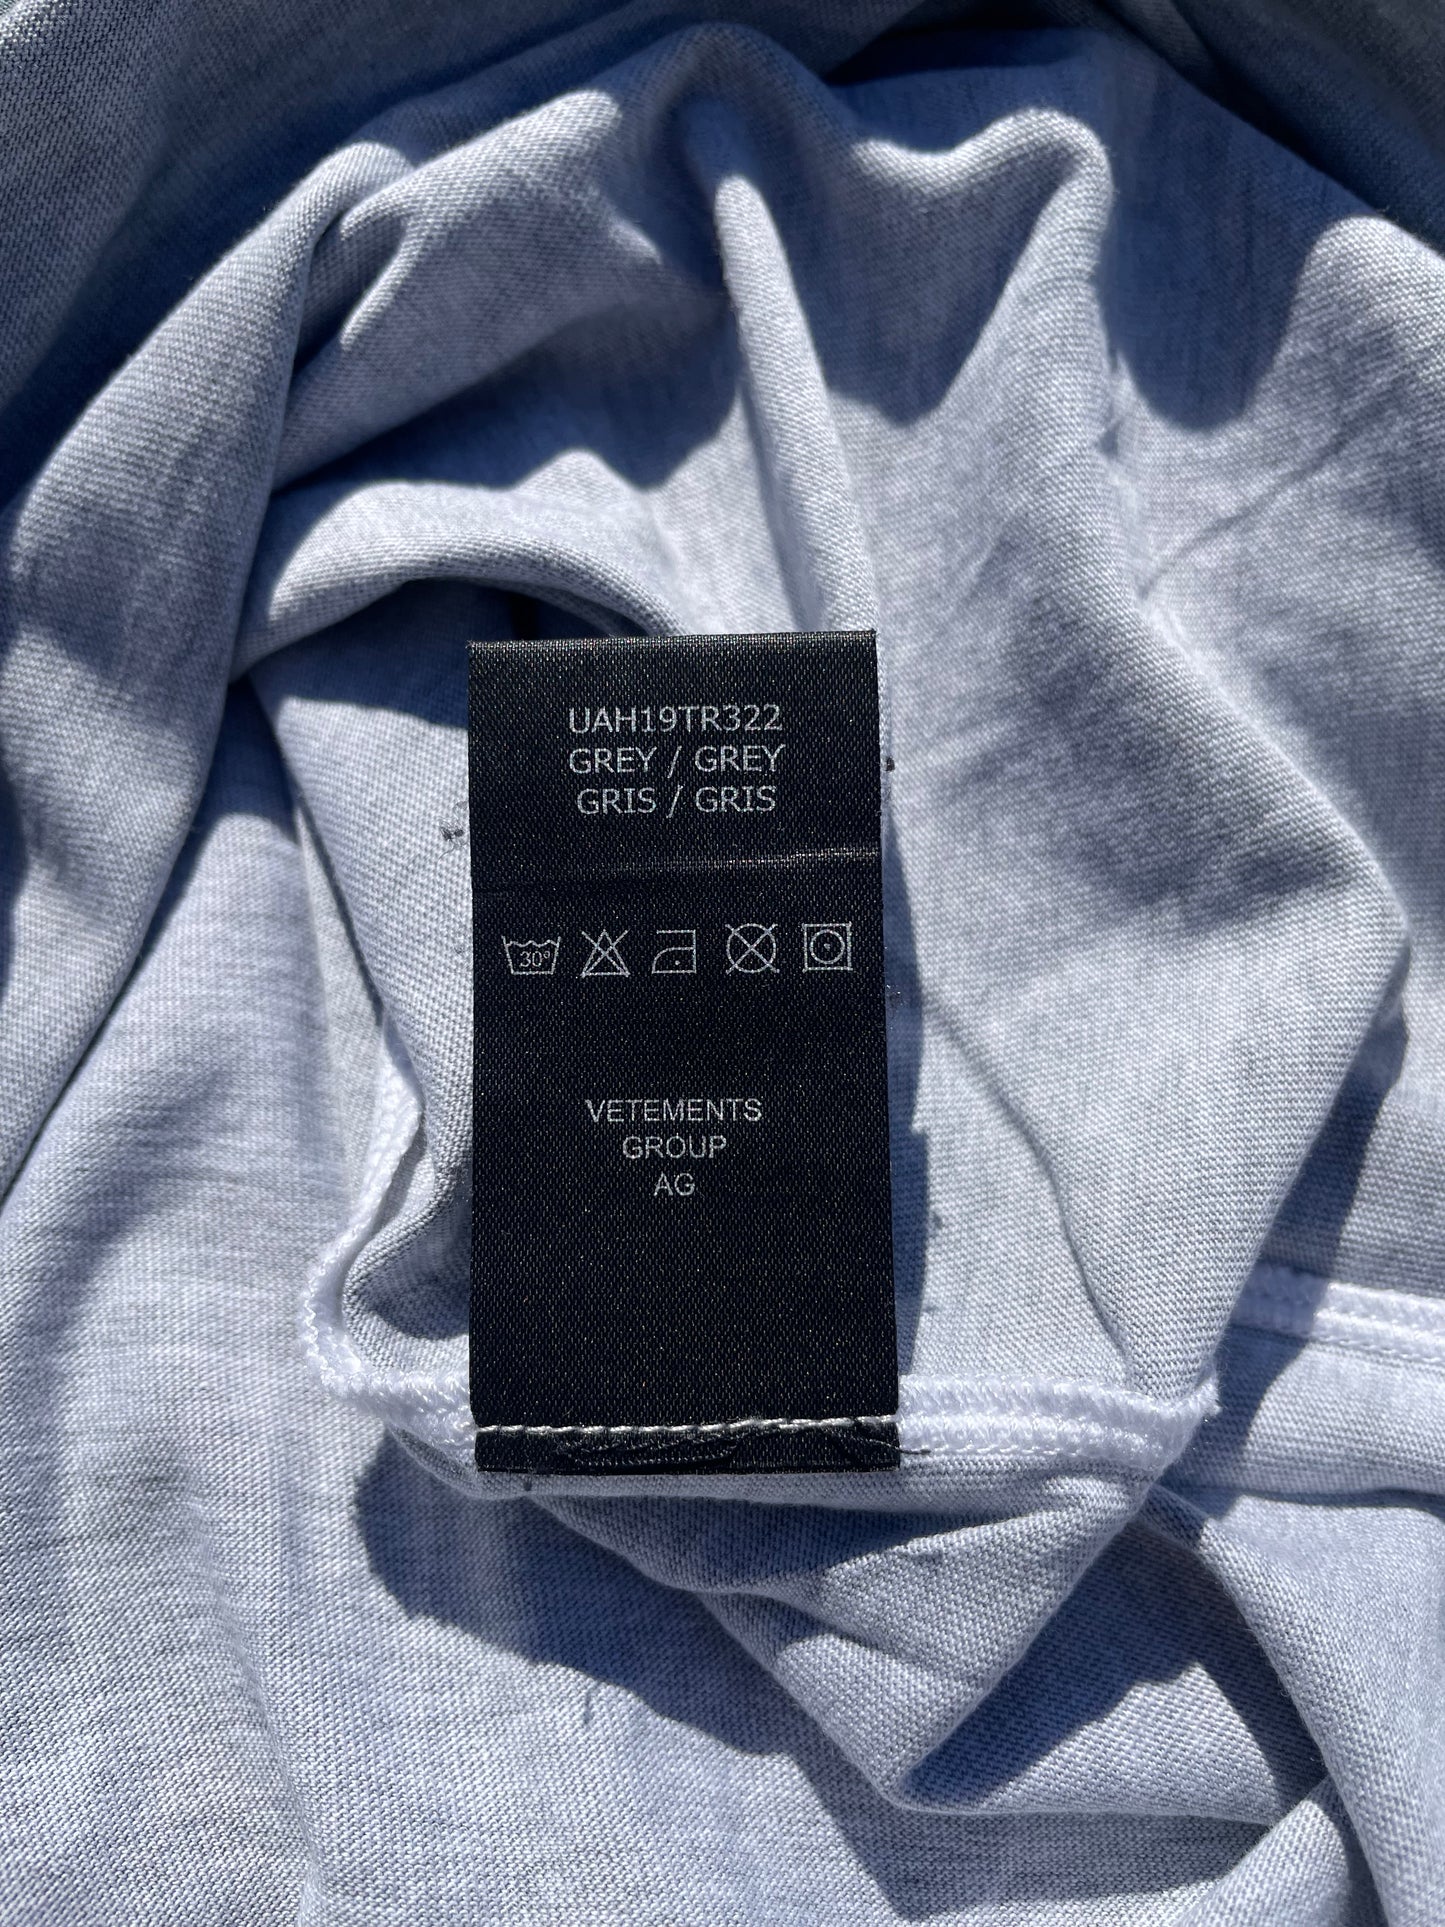 UAH19TR322
GREY / GREY
GRIS / GRIS
30°
VETEMENTS
GROUP
AG